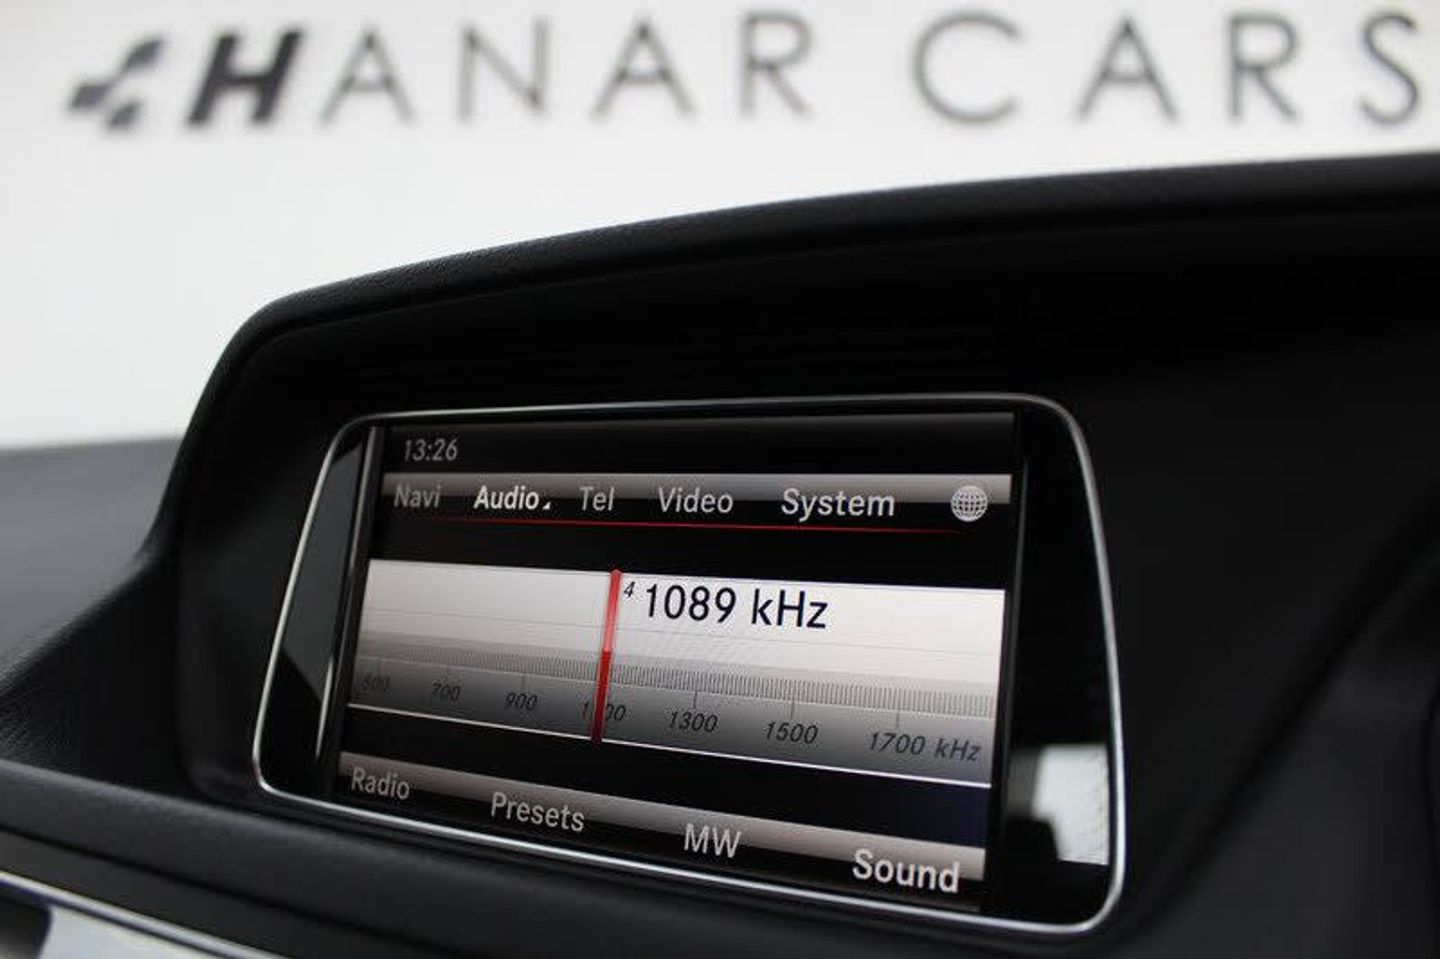 HANAR CARS
13:26
Navi Audio Tel Video System
4 1089 kHz
700 900 1300 1500 1700 kHz
Radio Presets MW Sound